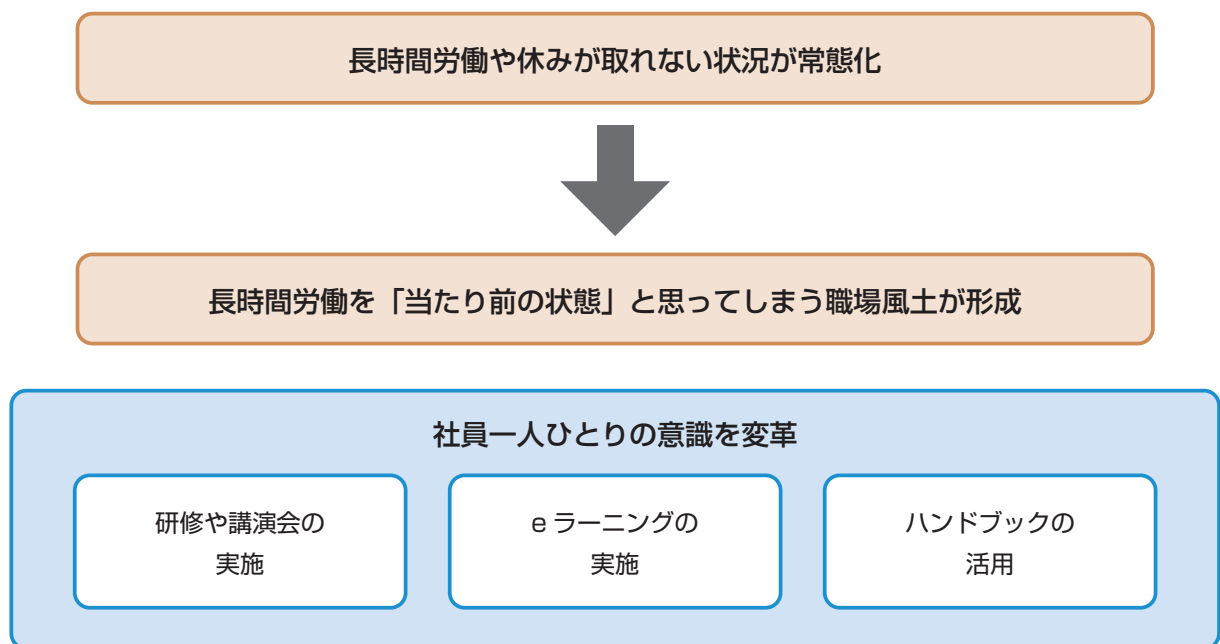 長時間労働や休みが取れない状況が常態化
長時間労働を「当たり前の状態」と思ってしまう職場風土が形成
社員一人ひとりの意識を変革
研修や講演会の
実施
e ラーニングの
実施
ハンドブックの
活用